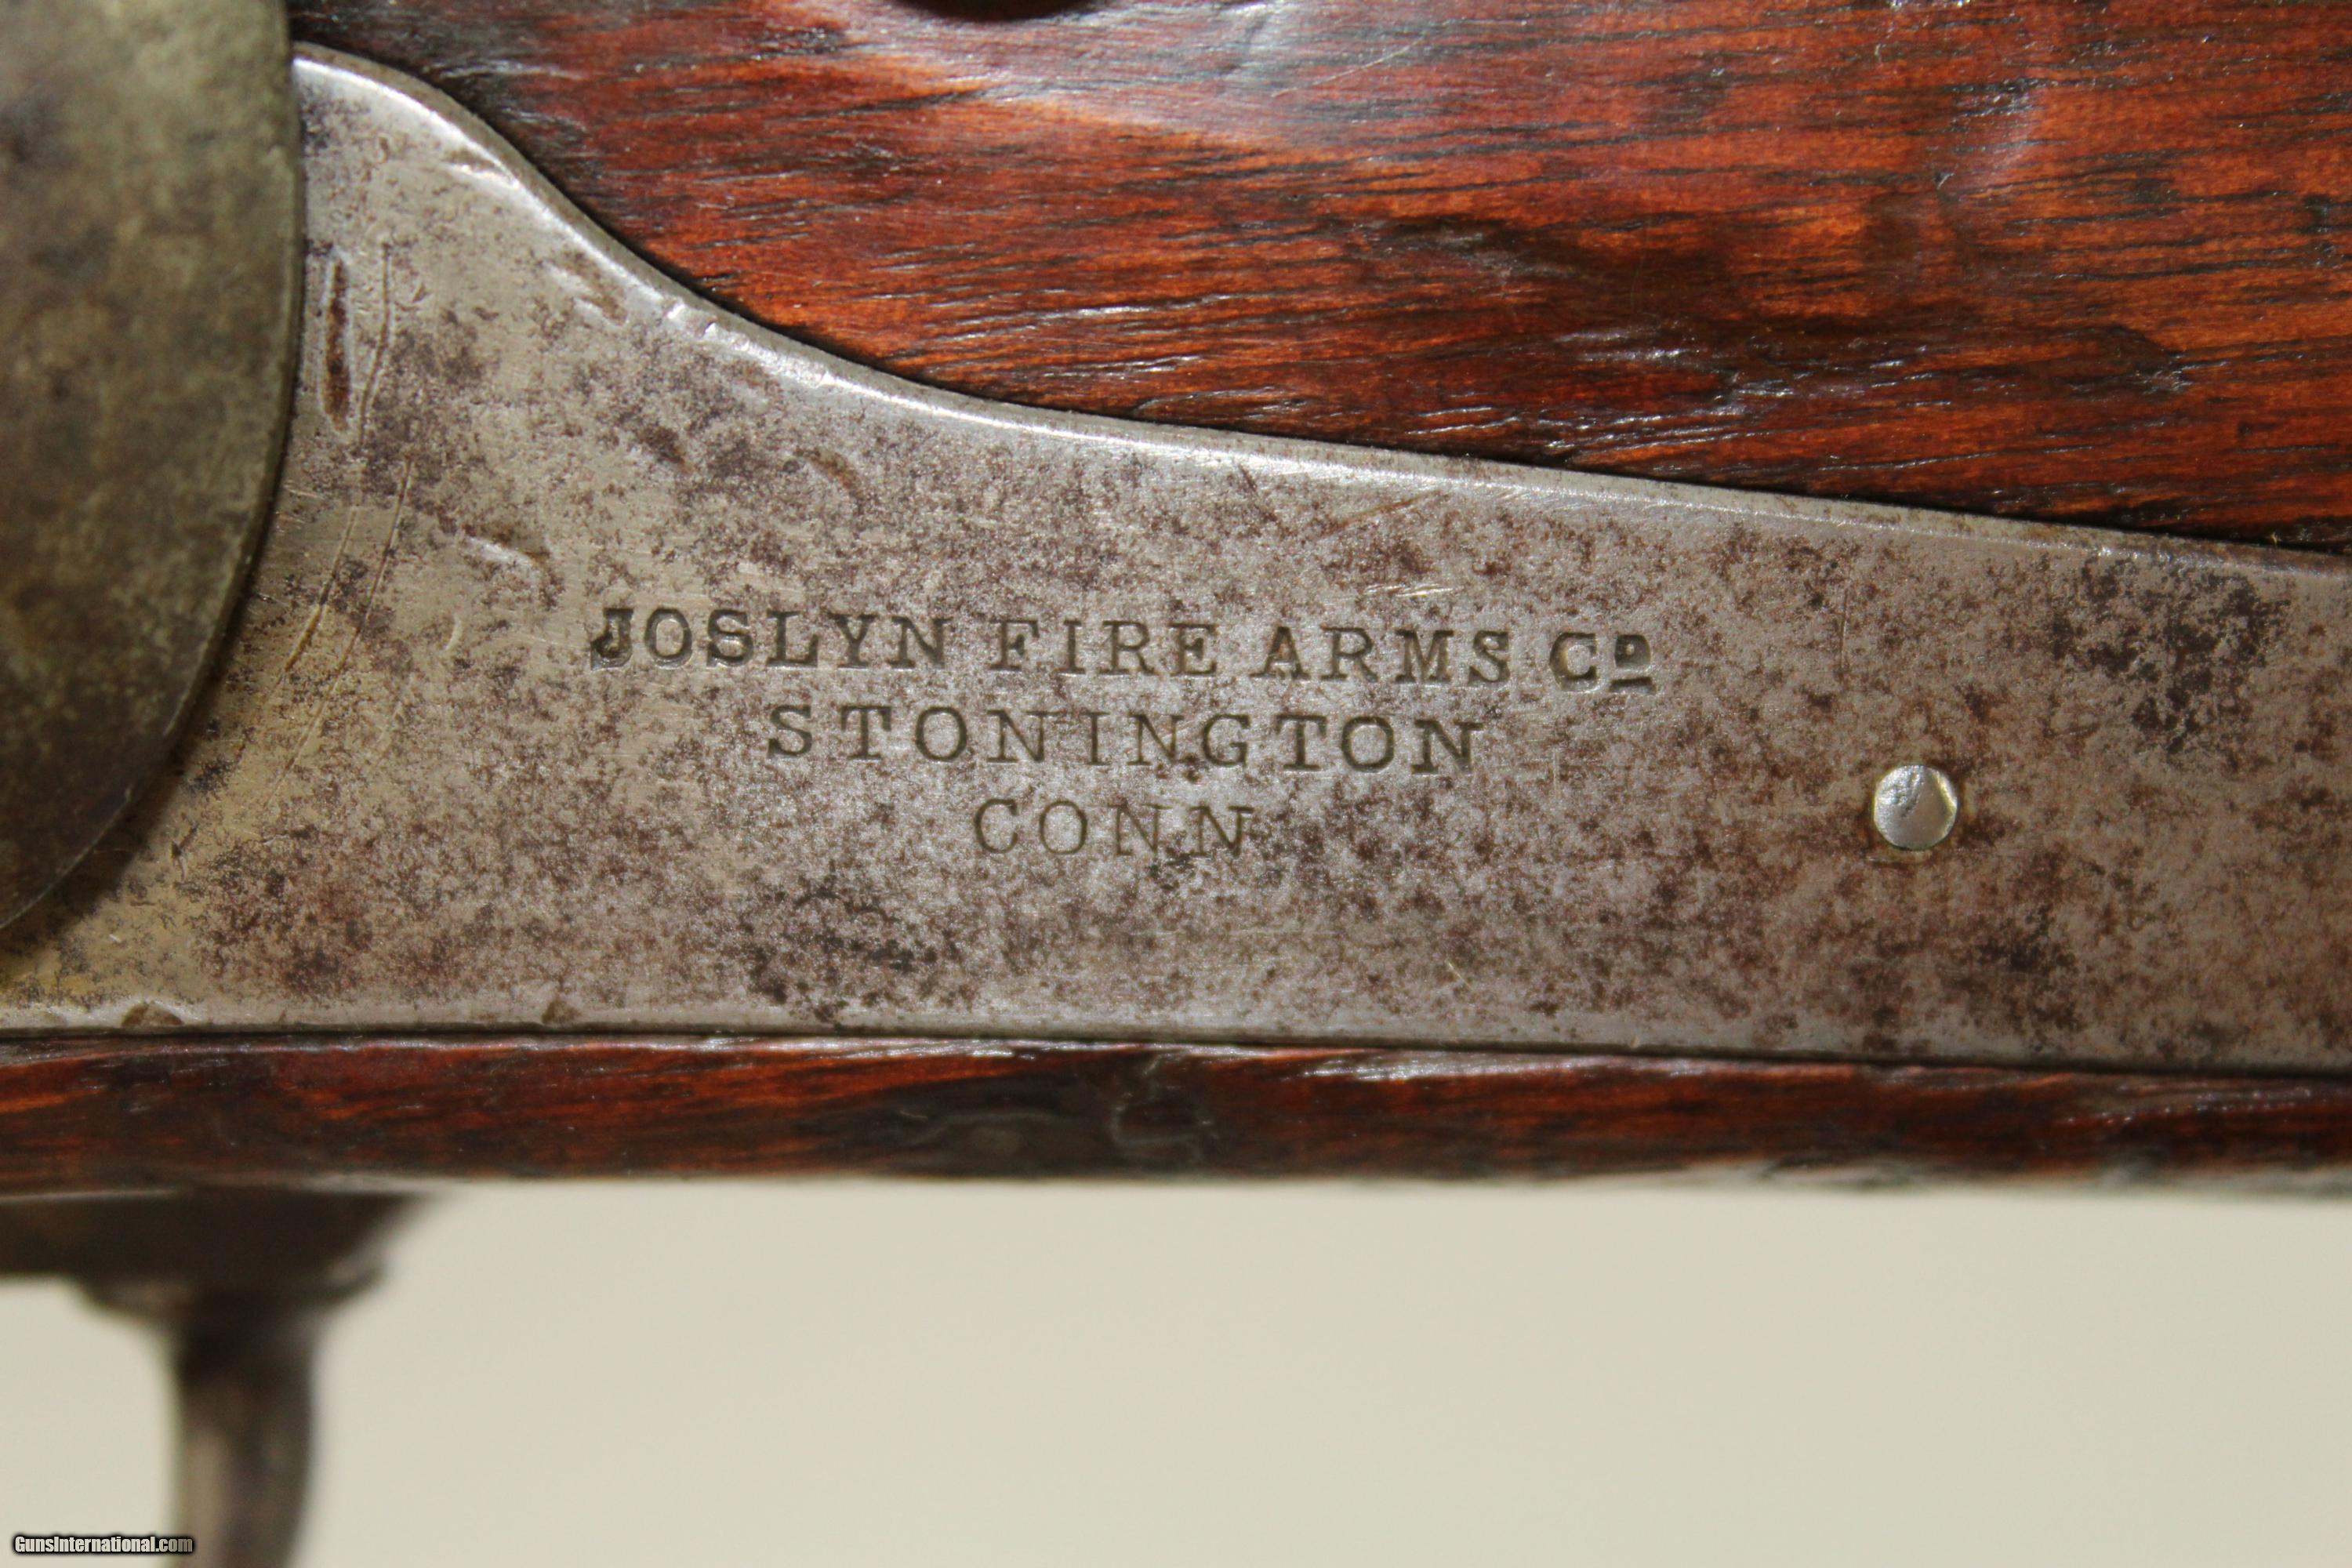 JOSLYN FIRE ARMS Co
STONINGTON
CONN
GunsInternational.com